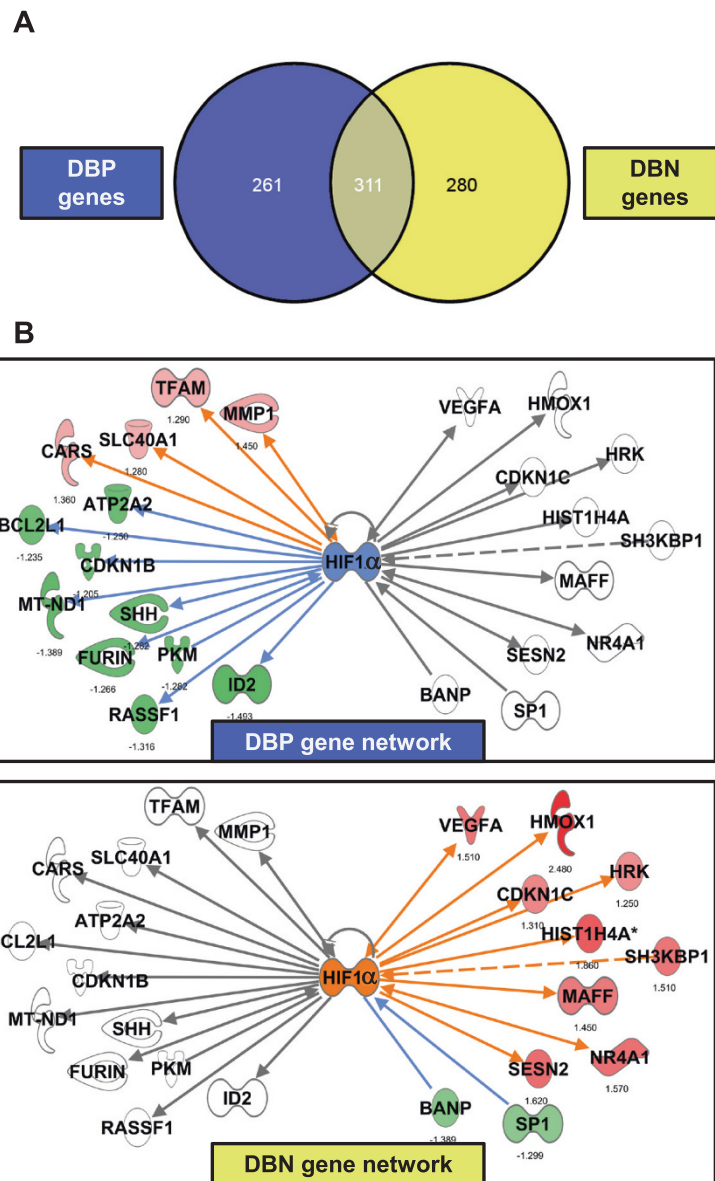 A
DBP
genes
261
311
280
DBN
genes
B
TFAM
1.290
MMP1
1.450
SLC40A1
1.280
CARS
1.360
ATP2A2
-1.250
BCL2L1
-1.235
CDKN1B
-1.205
MT-ND1
-1.389
SHH
-1.262
FURIN
-1.266
PKM
-1.282
ID2
-1.493
RASSF1
-1.316
HIF1α
VEGFA
HMOX1
HRK
CDKN1C
HIST1H4A
SH3KBP1
MAFF
NR4A1
SESN2
BANP
SP1
DBP gene network
TFAM
MMP1
SLC40A1
CARS
ATP2A2
CL2L1
CDKN1B
MT-ND1
SHH
FURIN
PKM
ID2
RASSF1
HIF1α
VEGFA
1.510
HMOX1
2.480
HRK
1.250
CDKN1C
1.310
HIST1H4A*
1.860
SH3KBP1
1.510
MAFF
1.450
NR4A1
1.570
SESN2
1.620
BANP
-1.389
SP1
-1.299
DBN gene network